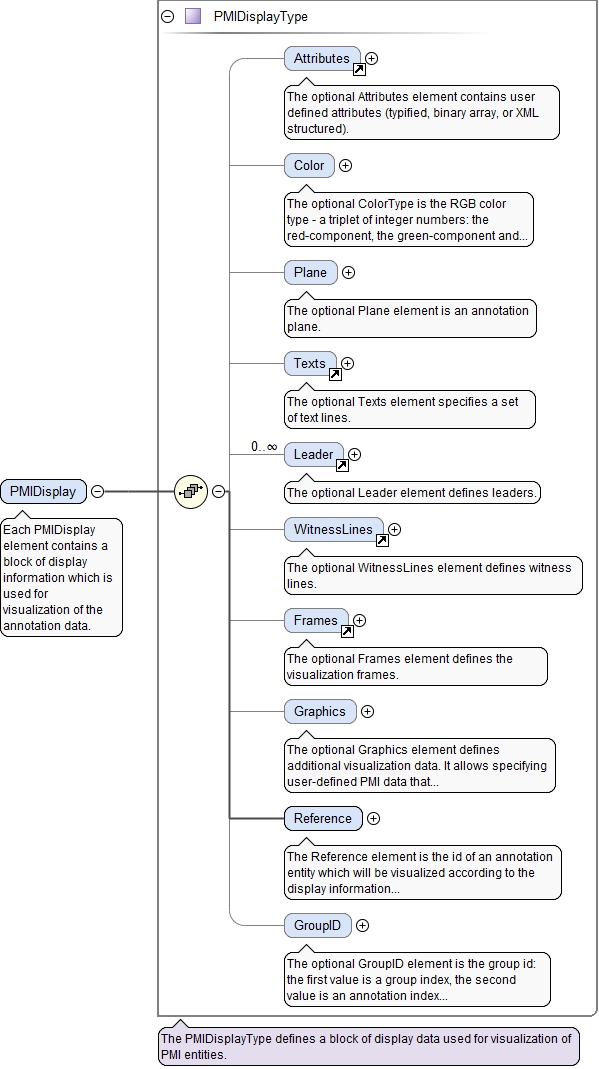 PMIDisplayType
Attributes
The optional Attributes element contains user
defined attributes (typified, binary array, or XML
structured).
Color
The optional ColorType is the RGB color
type - a triplet of integer numbers: the
red-component, the green-component and...
Plane
The optional Plane element is an annotation
plane.
Texts
The optional Texts element specifies a set
of text lines.
0..∞
Leader
The optional Leader element defines leaders.
PMIDisplay
Each PMIDisplay
element contains a
block of display
information which is
used for
visualization of the
annotation data.
WitnessLines
The optional WitnessLines element defines witness
lines.
Frames
The optional Frames element defines the
visualization frames.
Graphics
The optional Graphics element defines
additional visualization data. It allows specifying
user-defined PMI data that...
Reference
The Reference element is the id of an annotation
entity which will be visualized according to the
display information...
GroupID
The optional GroupID element is the group id:
the first value is a group index, the second
value is an annotation index...
The PMIDisplayType defines a block of display data used for visualization of
PMI entities.